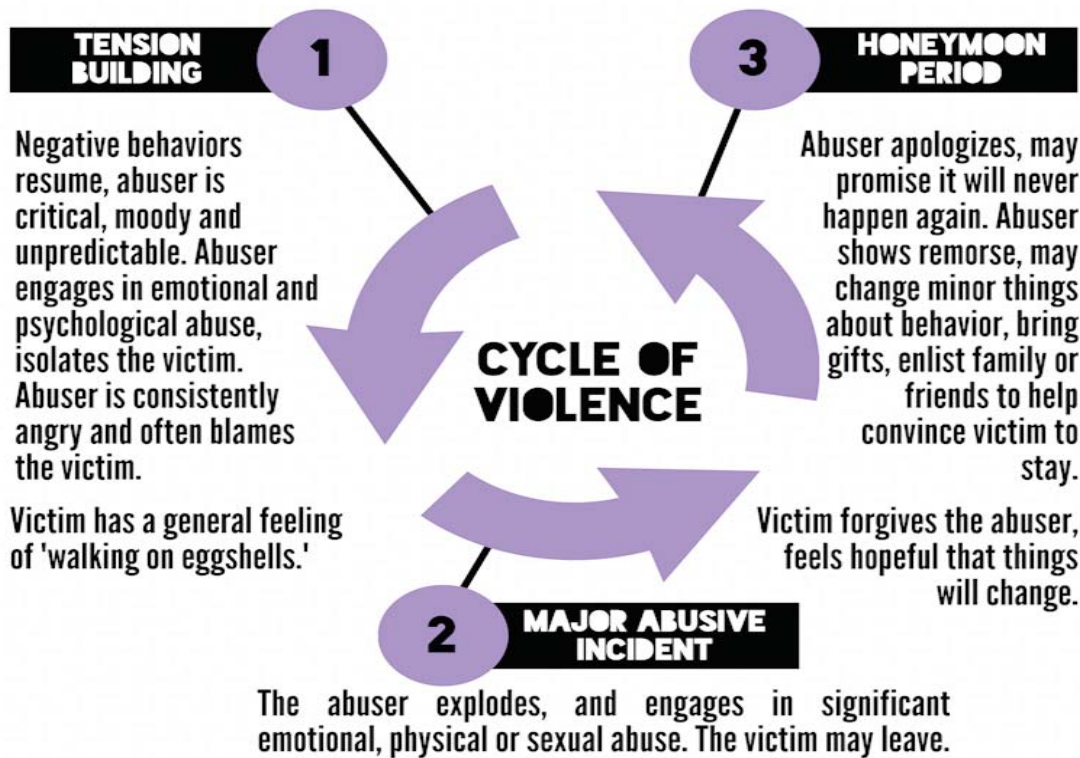 TENSION
BUILDING
1
Negative behaviors
resume, abuser is
critical, moody and
unpredictable. Abuser
engages in emotional and
psychological abuse,
isolates the victim.
Abuser is consistently
angry and often blames
the victim.
Victim has a general feeling
of 'walking on eggshells.'
3
HONEYMOON
PERIOD
Abuser apologizes, may
promise it will never
happen again. Abuser
shows remorse, may
change minor things
about behavior, bring
gifts, enlist family or
friends to help
convince victim to
stay.
Victim forgives the abuser,
feels hopeful that things
will change.
CYCLE OF
VIOLENCE
2
MAJOR ABUSIVE
INCIDENT
The abuser explodes, and engages in significant
emotional, physical or sexual abuse. The victim may leave.